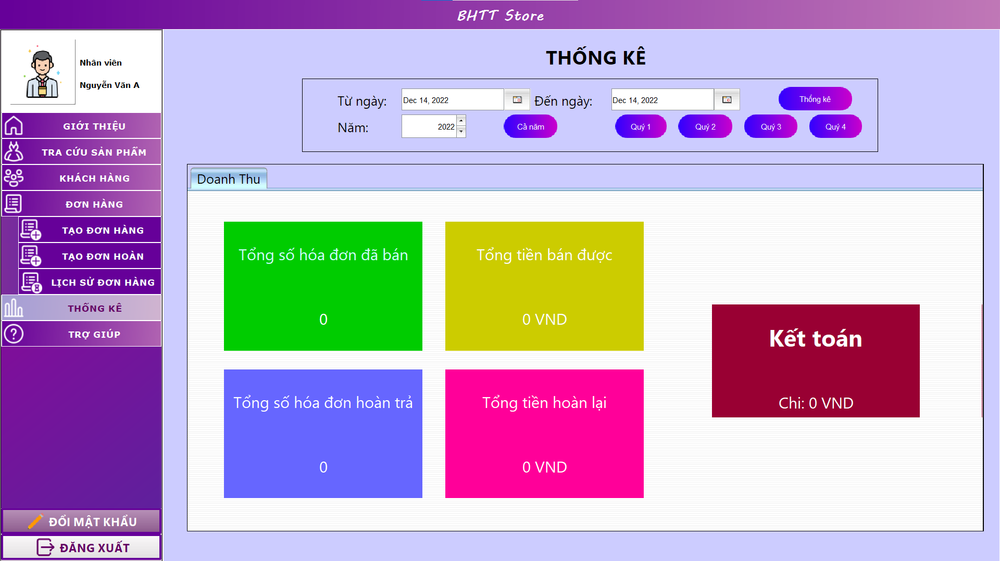 BHTT Store
Nhân viên
Nguyễn Văn A
GIỚI THIỆU
TRA CỨU SẢN PHẨM
KHÁCH HÀNG
ĐƠN HÀNG
TẠO ĐƠN HÀNG
TẠO ĐƠN HOÀN
LỊCH SỬ ĐƠN HÀNG
THỐNG KÊ
TRỢ GIÚP
ĐỔI MẬT KHẨU
ĐĂNG XUẤT
THỐNG KÊ
Từ ngày: Dec 14, 2022 Đến ngày: Dec 14, 2022 Thống kê
Năm: 2022 Cả năm Quý 1 Quý 2 Quý 3 Quý 4
Doanh Thu
Tổng số hóa đơn đã bán
0
Tổng tiền bán được
0 VND
Tổng số hóa đơn hoàn trả
0
Tổng tiền hoàn lại
0 VND
Kết toán
Chi: 0 VND